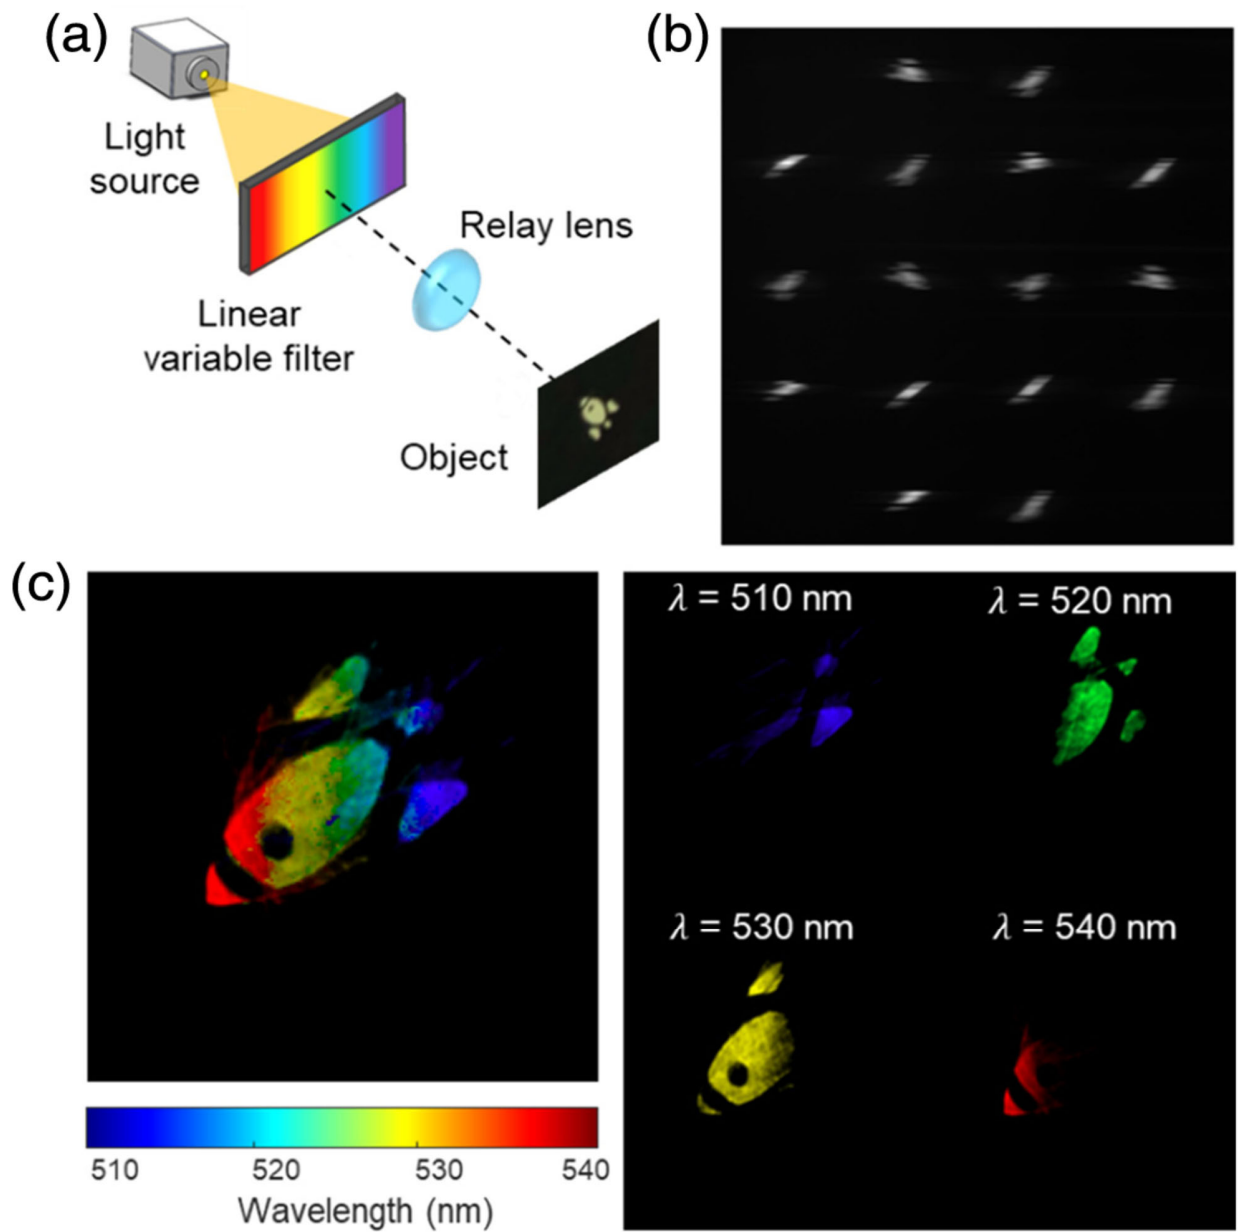 (a)
Light
source
Linear
variable filter
Relay lens
Object
(b)
(c)
510
520
530
540
Wavelength (nm)
λ = 510 nm
λ = 520 nm
λ = 530 nm
λ = 540 nm